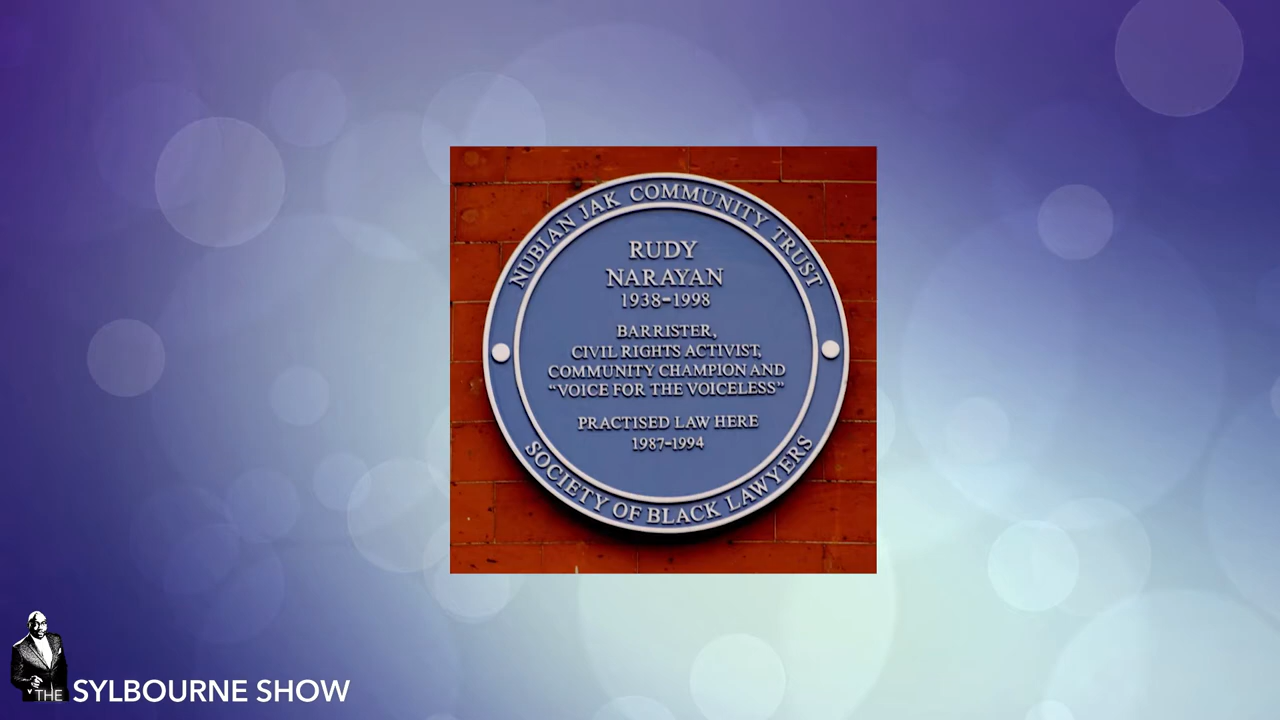 NUBIAN JAK COMMUNITY TRUST
RUDY
NARAYAN
1938-1998
BARRISTER,
CIVIL RIGHTS ACTIVIST,
COMMUNITY CHAMPION AND
“VOICE FOR THE VOICELESS”
PRACTISED LAW HERE
1987-1994
SOCIETY OF BLACK LAWYERS
THE SYLBOURNE SHOW